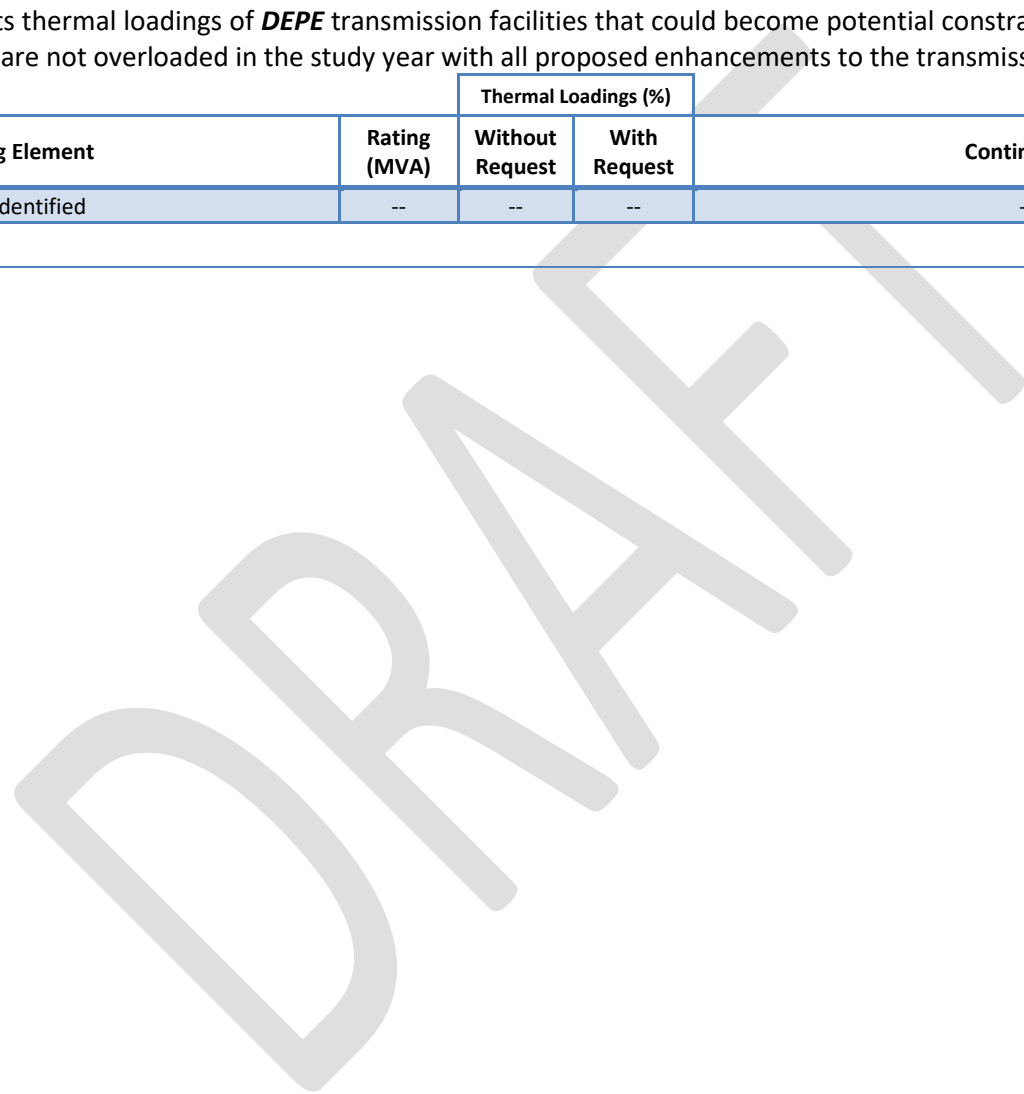 ts thermal loadings of DEPE transmission facilities that could become potential constra
are not overloaded in the study year with all proposed enhancements to the transmiss
Thermal Loadings (%)
g Element Rating (MVA) Without Request With Request Contin
dentified -- -- -- -
DRAFT